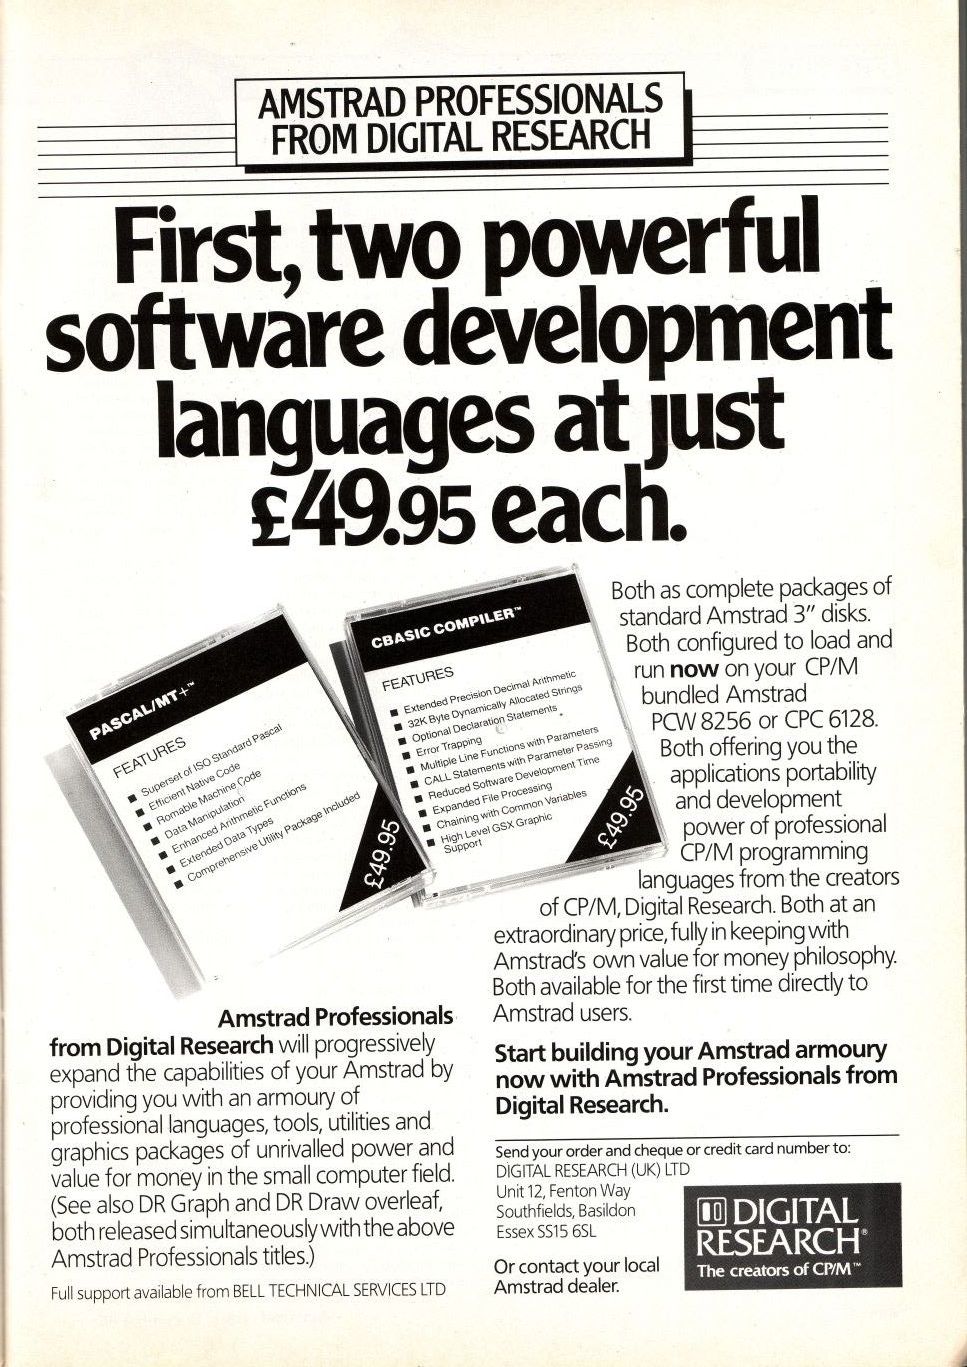 AMSTRAD PROFESSIONALS
FROM DIGITAL RESEARCH
First, two powerful
software development
languages at just
£49.95 each.
PASCAL/MT+™
FEATURES
■ Superset of ISO Standard Pascal
■ Efficient Native Code
■ Romable Machine Code
■ Data Manipulation
■ Enhanced Arithmetic Functions
■ Extended Data Types
■ Comprehensive Utility Package Included
£49.95
CBASIC COMPILER™
FEATURES
■ Extended Precision Decimal Arithmetic
■ 32K Byte Dynamically Allocated Strings
■ Optional Declaration Statements
■ Error Trapping
■ Multiple Line Functions with Parameters
■ CALL Statements with Parameter Passing
■ Reduced Software Development Time
■ Expanded File Processing
■ Chaining with Common Variables
■ High Level GSX Graphic
Support
£49.95
Both as complete packages of
standard Amstrad 3" disks.
Both configured to load and
run now on your CP/M
bundled Amstrad
PCW 8256 or CPC 6128.
Both offering you the
applications portability
and development
power of professional
CP/M programming
languages from the creators
of CP/M, Digital Research. Both at an
extraordinary price, fully in keeping with
Amstrad's own value for money philosophy.
Both available for the first time directly to
Amstrad users.
Start building your Amstrad armoury
now with Amstrad Professionals from
Digital Research.
Amstrad Professionals
from Digital Research will progressively
expand the capabilities of your Amstrad by
providing you with an armoury of
professional languages, tools, utilities and
graphics packages of unrivalled power and
value for money in the small computer field.
(See also DR Graph and DR Draw overleaf,
both released simultaneously with the above
Amstrad Professionals titles.)
Full support available from BELL TECHNICAL SERVICES LTD
Send your order and cheque or credit card number to:
DIGITAL RESEARCH (UK) LTD
Unit 12, Fenton Way
Southfields, Basildon
Essex SS15 6SL
Or contact your local
Amstrad dealer.
DIGITAL
RESEARCH®
The creators of CP/M™